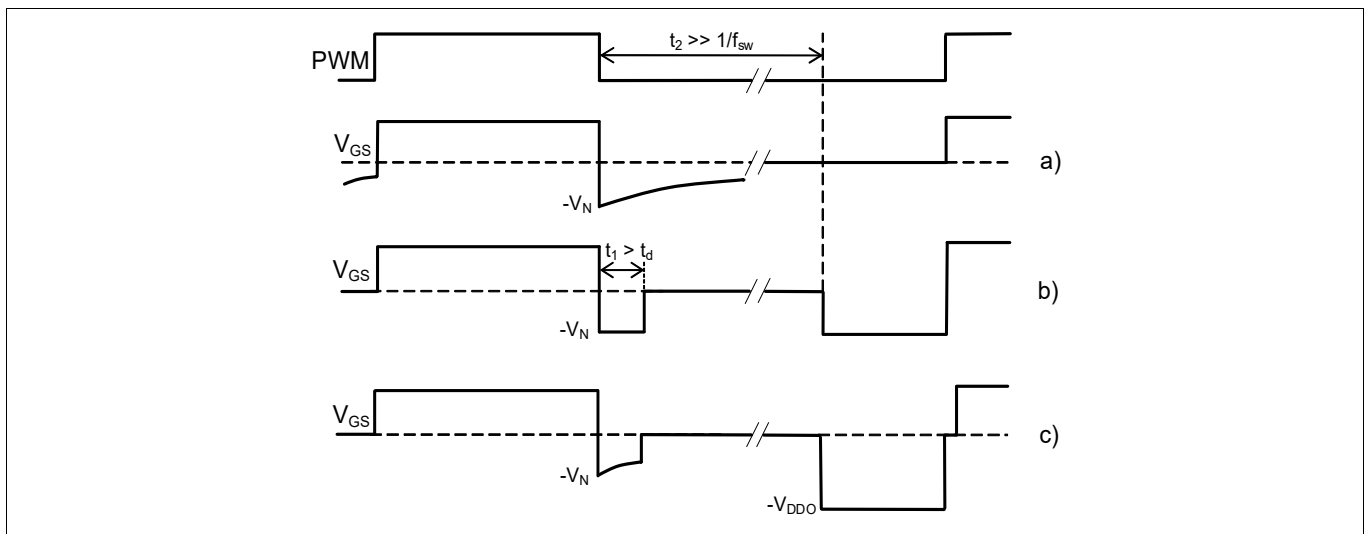 PWM
t₂ >> 1/fsw
VGS
-VN
a)
VGS
t₁ > td
-VN
b)
VGS
-VN
-VDDO
c)